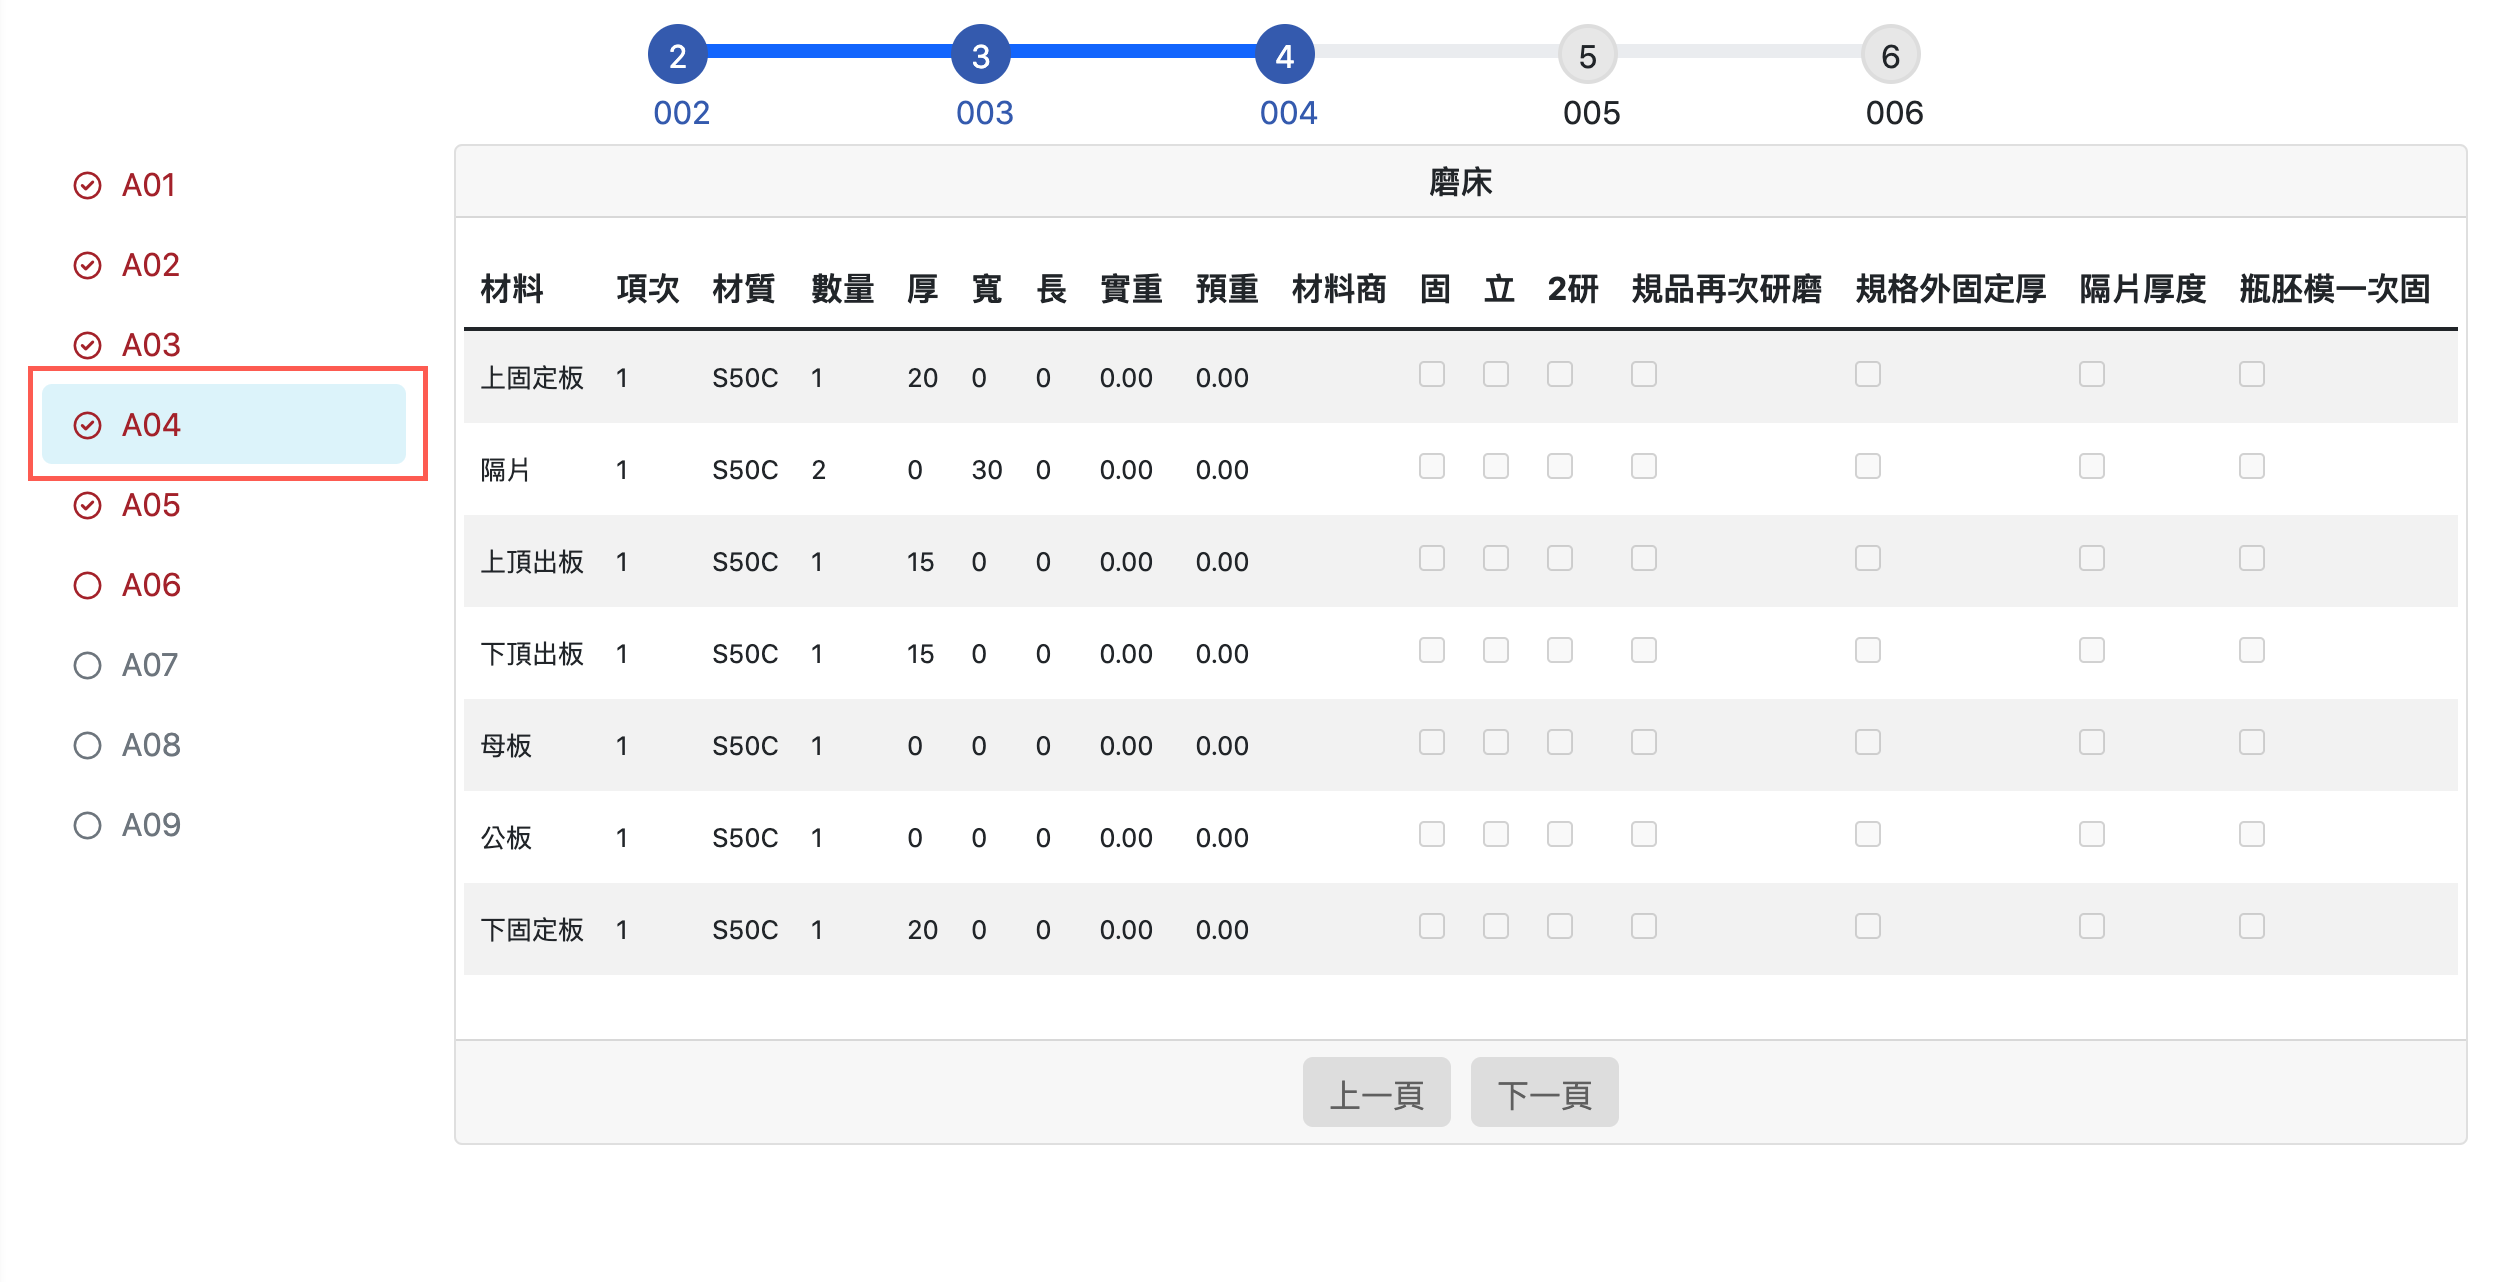 2 3 4 5 6
002 003 004 005 006
A01
A02
A03
A04
A05
A06
A07
A08
A09
磨床
材料 項次 材質 數量 厚 寬 長 實重 預重 材料商 固 立 2研 規品再次研磨 規格外固定厚 隔片厚度 瓶胚模一次固
上固定板 1 S50C 1 20 0 0 0.00 0.00
隔片 1 S50C 2 0 30 0 0.00 0.00
上頂出板 1 S50C 1 15 0 0 0.00 0.00
下頂出板 1 S50C 1 15 0 0 0.00 0.00
母板 1 S50C 1 0 0 0 0.00 0.00
公板 1 S50C 1 0 0 0 0.00 0.00
下固定板 1 S50C 1 20 0 0 0.00 0.00
上一頁 下一頁